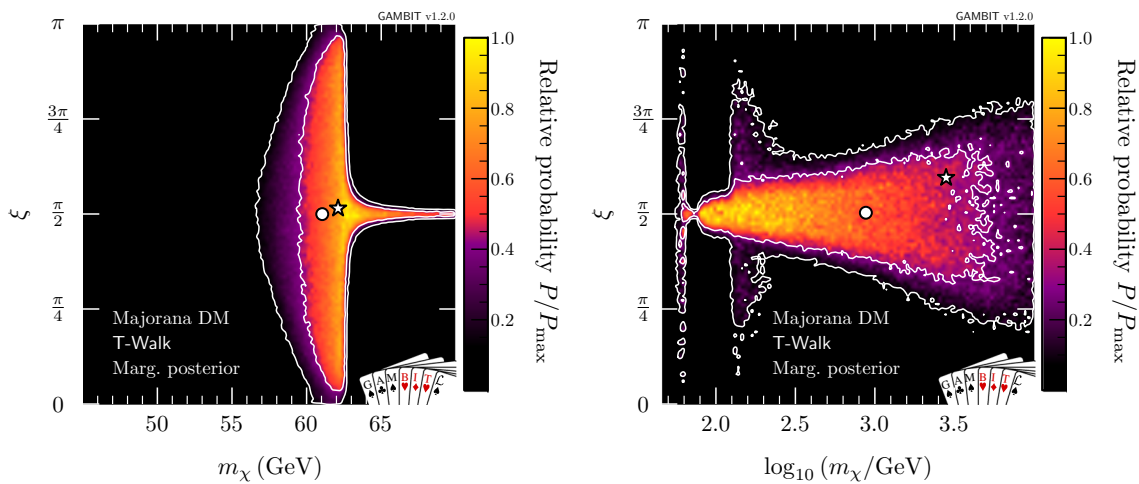 GAMBIT v1.2.0
π
3π/4
π/2
π/4
0
ξ
50
55
60
65
m_χ (GeV)
Majorana DM
T-Walk
Marg. posterior
G A M B I T
1.0
0.8
0.6
0.4
0.2
Relative probability P/P_max
GAMBIT v1.2.0
π
3π/4
π/2
π/4
0
ξ
2.0
2.5
3.0
3.5
log₁₀ (m_χ/GeV)
Majorana DM
T-Walk
Marg. posterior
G A M B I T
1.0
0.8
0.6
0.4
0.2
Relative probability P/P_max